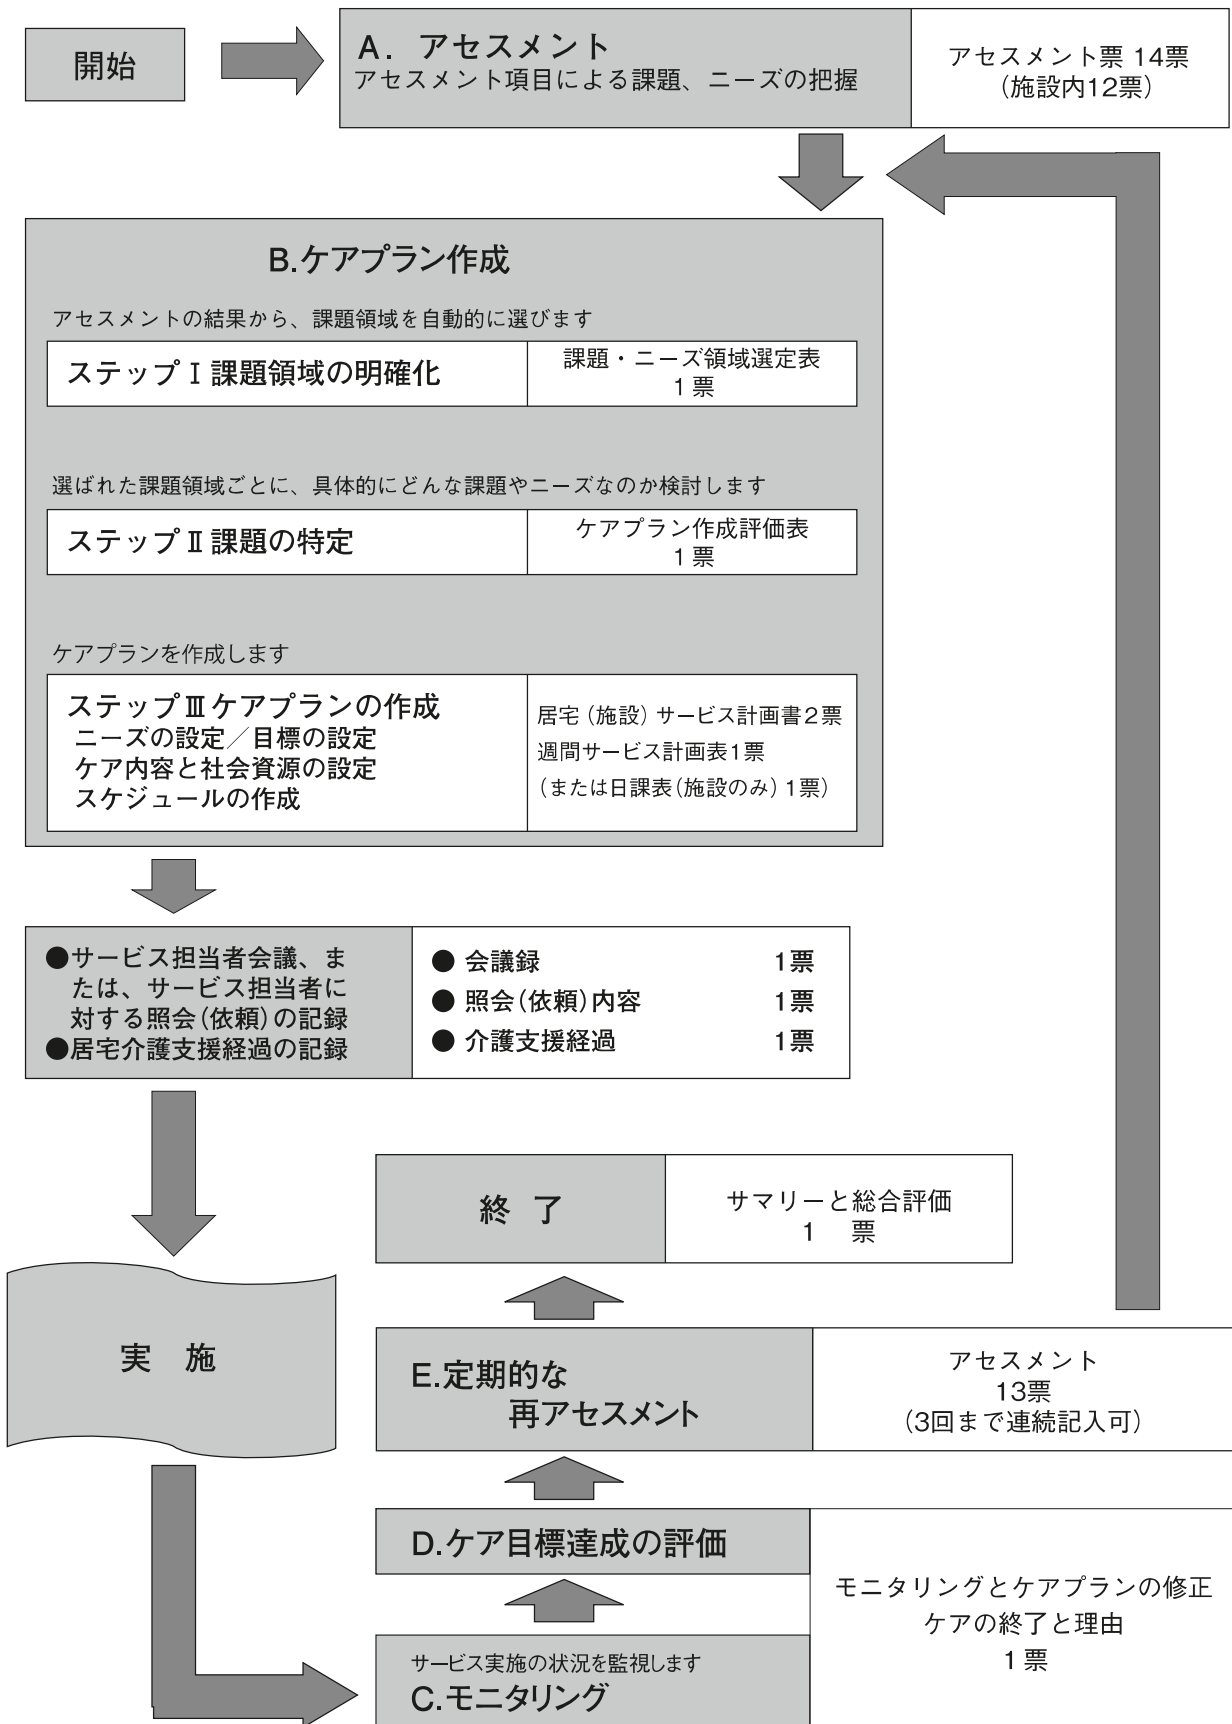 開始
A．アセスメント
アセスメント項目による課題、ニーズの把握
アセスメント票 14票
(施設内12票)
B.ケアプラン作成
アセスメントの結果から、課題領域を自動的に選びます
ステップⅠ課題領域の明確化
課題・ニーズ領域選定表
1票
選ばれた課題領域ごとに、具体的にどんな課題やニーズなのか検討します
ステップⅡ課題の特定
ケアプラン作成評価表
1票
ケアプランを作成します
ステップⅢケアプランの作成
ニーズの設定／目標の設定
ケア内容と社会資源の設定
スケジュールの作成
居宅(施設)サービス計画書2票
週間サービス計画表1票
(または日課表(施設のみ)1票)
●サービス担当者会議、ま
たは、サービス担当者に
対する照会(依頼)の記録
●居宅介護支援経過の記録
● 会議録 1票
● 照会(依頼)内容 1票
● 介護支援経過 1票
終 了
サマリーと総合評価
1 票
実 施
E.定期的な
再アセスメント
アセスメント
13票
(3回まで連続記入可)
D.ケア目標達成の評価
モニタリングとケアプランの修正
ケアの終了と理由
1票
サービス実施の状況を監視します
C.モニタリング